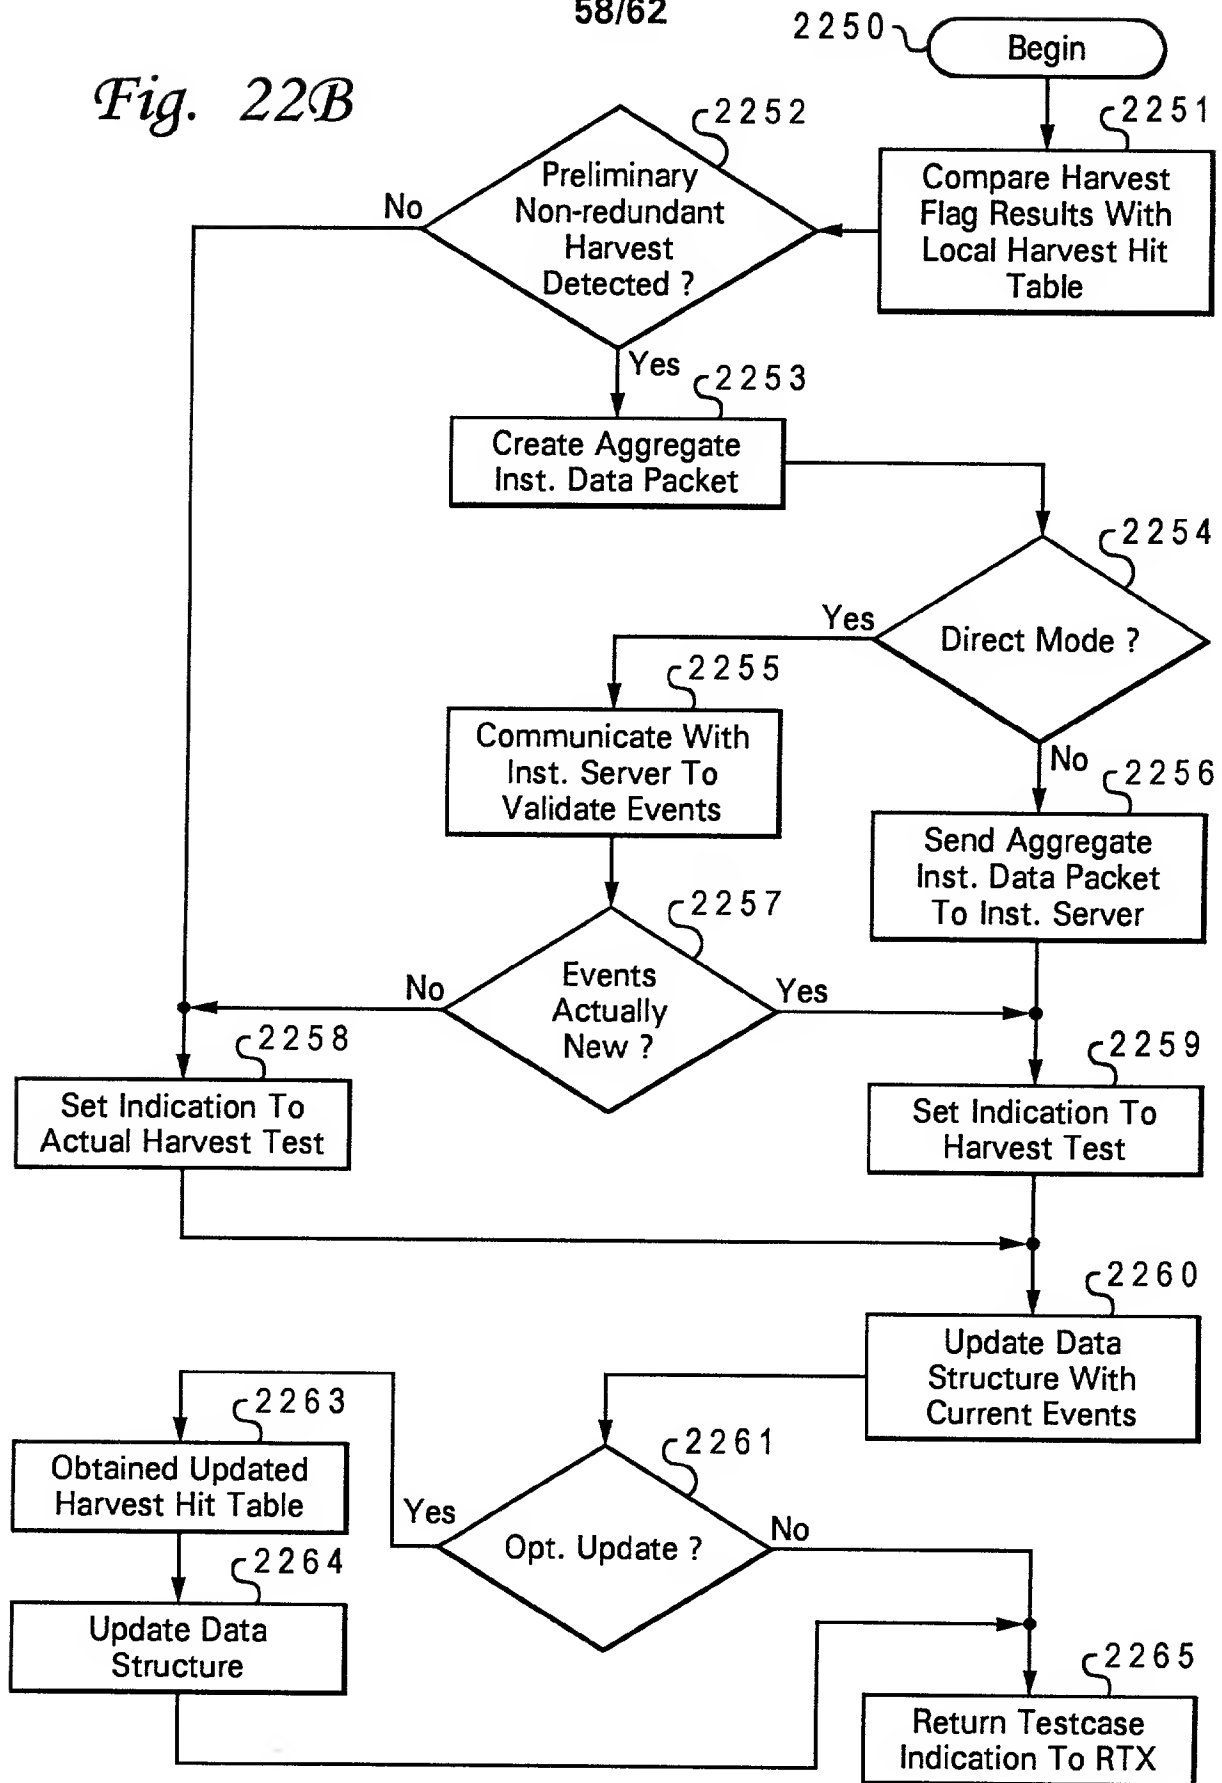 58/62
Fig. 22B
2250
Begin
2251
Compare Harvest
Flag Results With
Local Harvest Hit
Table
2252
Preliminary
Non-redundant
Harvest
Detected ?
No
Yes
2253
Create Aggregate
Inst. Data Packet
2254
Direct Mode ?
Yes
No
2255
Communicate With
Inst. Server To
Validate Events
2256
Send Aggregate
Inst. Data Packet
To Inst. Server
2257
Events
Actually
New ?
No
Yes
2258
Set Indication To
Actual Harvest Test
2259
Set Indication To
Harvest Test
2260
Update Data
Structure With
Current Events
2261
Opt. Update ?
Yes
No
2263
Obtained Updated
Harvest Hit Table
2264
Update Data
Structure
2265
Return Testcase
Indication To RTX